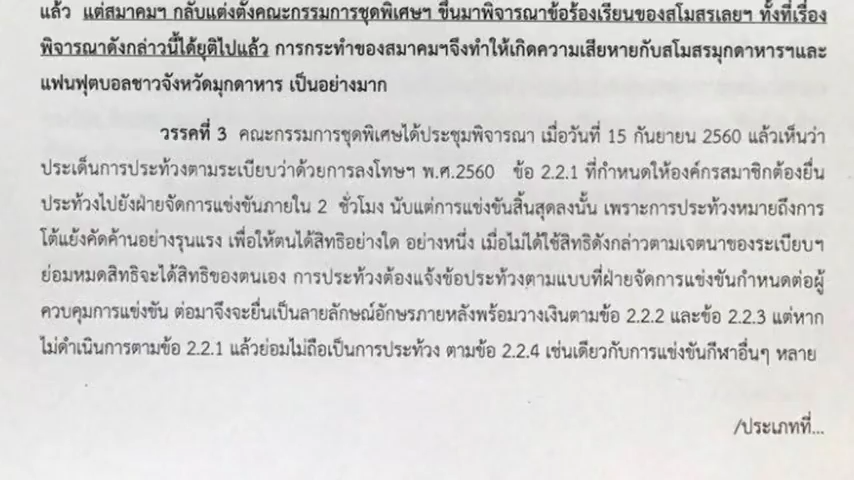 แล้ว แต่สมาคมฯ กลับแต่งตั้งคณะกรรมการชุดพิเศษฯ ขึ้นมาพิจารณาข้อร้องเรียนของสโมสรเลยฯ ทั้งที่เรื่อง
พิจารณาดังกล่าวนี้ได้ยุติไปแล้ว การกระทำของสมาคมฯจึงทำให้เกิดความเสียหายกับสโมสรมุกดาหารฯและ
แฟนฟุตบอลชาวจังหวัดมุกดาหาร เป็นอย่างมาก
วรรคที่ 3 คณะกรรมการชุดพิเศษได้ประชุมพิจารณา เมื่อวันที่ 15 กันยายน 2560 แล้วเห็นว่า
ประเด็นการประท้วงตามระเบียบว่าด้วยการลงโทษฯ พ.ศ.2560 ข้อ 2.2.1 ที่กำหนดให้องค์กรสมาชิกต้องยื่น
ประท้วงไปยังฝ่ายจัดการแข่งขันภายใน 2 ชั่วโมง นับแต่การแข่งขันสิ้นสุดลงนั้น เพราะการประท้วงหมายถึงการ
โต้แย้งคัดค้านอย่างรุนแรง เพื่อให้ตนได้สิทธิอย่างใด อย่างหนึ่ง เมื่อไม่ได้ใช้สิทธิดังกล่าวตามเจตนาของระเบียบฯ
ย่อมหมดสิทธิจะได้สิทธิของตนเอง การประท้วงต้องแจ้งข้อประท้วงตามแบบที่ฝ่ายจัดการแข่งขันกำหนดต่อผู้
ควบคุมการแข่งขัน ต่อมาจึงจะยื่นเป็นลายลักษณ์อักษรภายหลังพร้อมวางเงินตามข้อ 2.2.2 และข้อ 2.2.3 แต่หาก
ไม่ดำเนินการตามข้อ 2.2.1 แล้วย่อมไม่ถือเป็นการประท้วง ตามข้อ 2.2.4 เช่นเดียวกับการแข่งขันกีฬาอื่นๆ หลาย
/ประเภทที่...